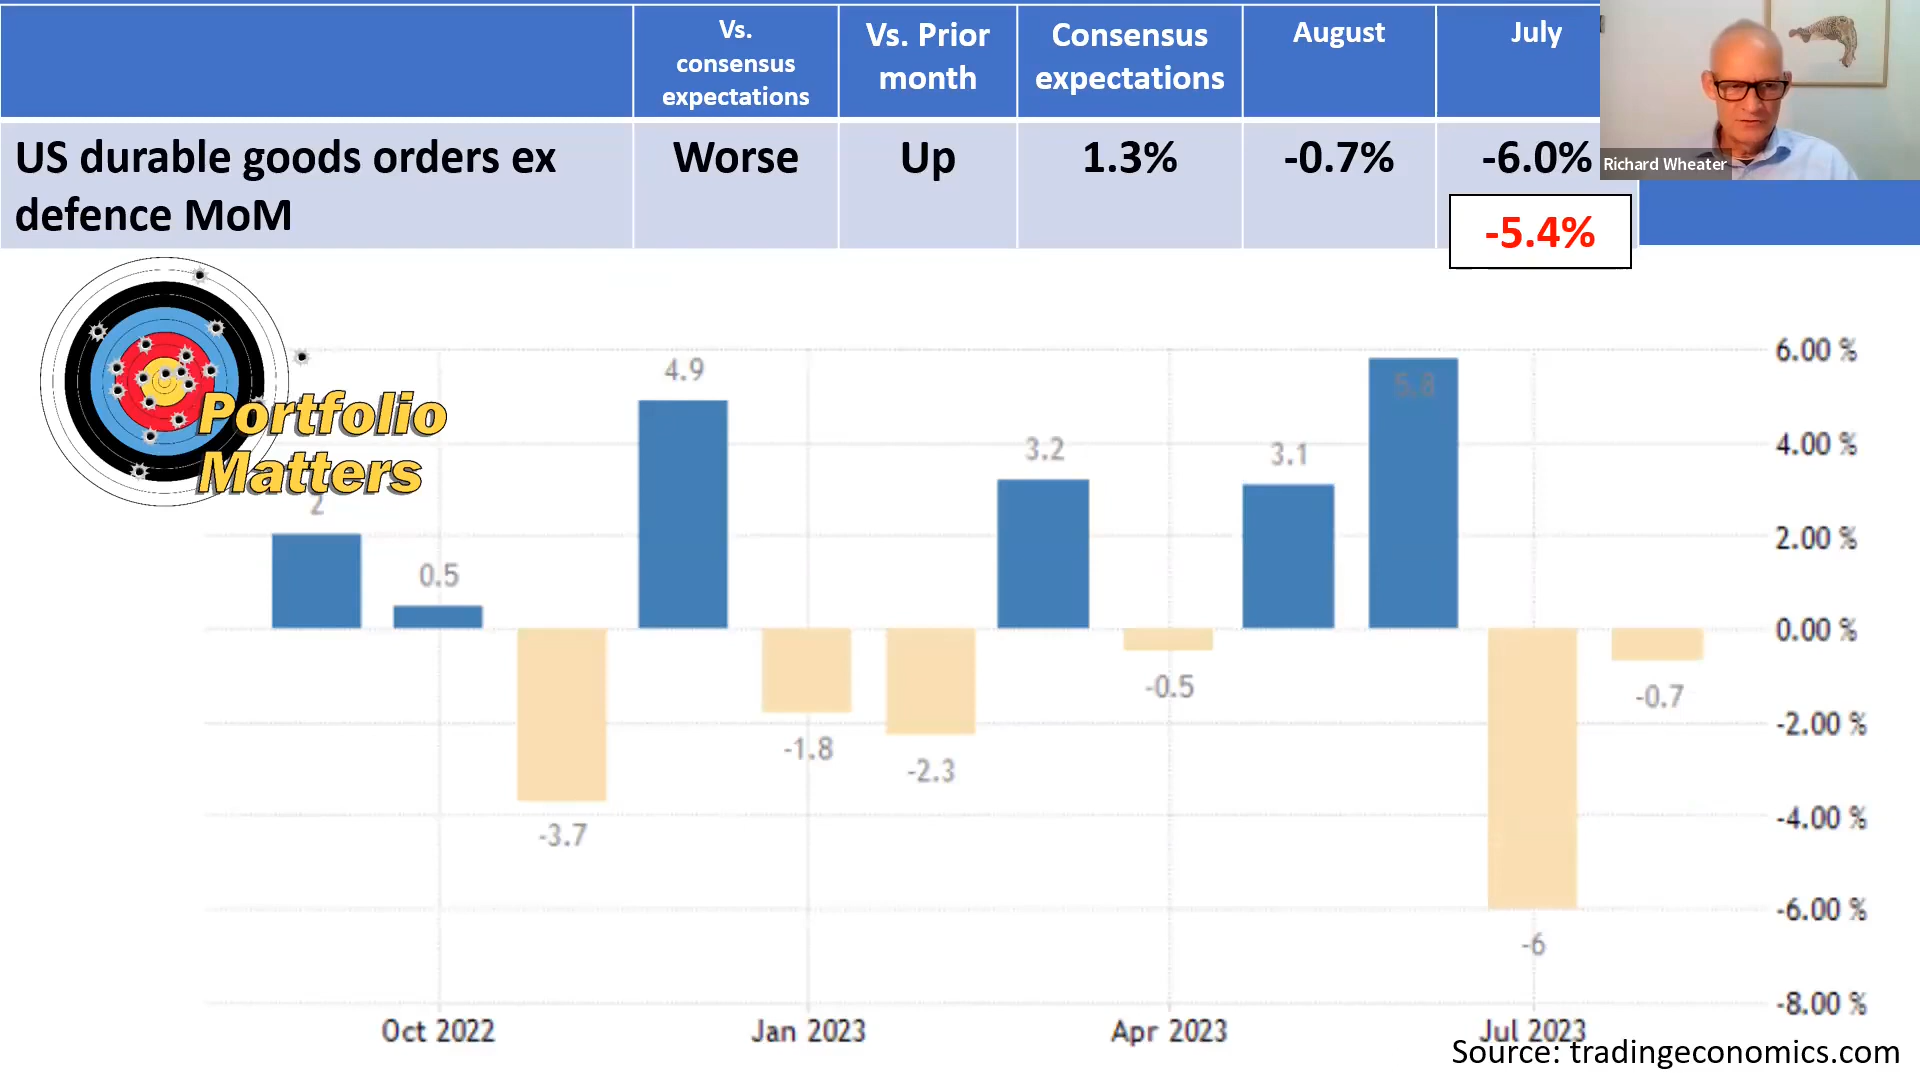 Vs.
consensus
expectations
Vs. Prior
month
Consensus
expectations
August
July
US durable goods orders ex
defence MoM
Worse
Up
1.3%
-0.7%
-6.0%
-5.4%
Richard Wheater
Portfolio
Matters
2
0.5
-3.7
4.9
-1.8
-2.3
3.2
-0.5
3.1
5.8
-6
-0.7
6.00 %
4.00 %
2.00 %
0.00 %
-2.00 %
-4.00 %
-6.00 %
-8.00 %
Oct 2022
Jan 2023
Apr 2023
Jul 2023
Source: tradingeconomics.com